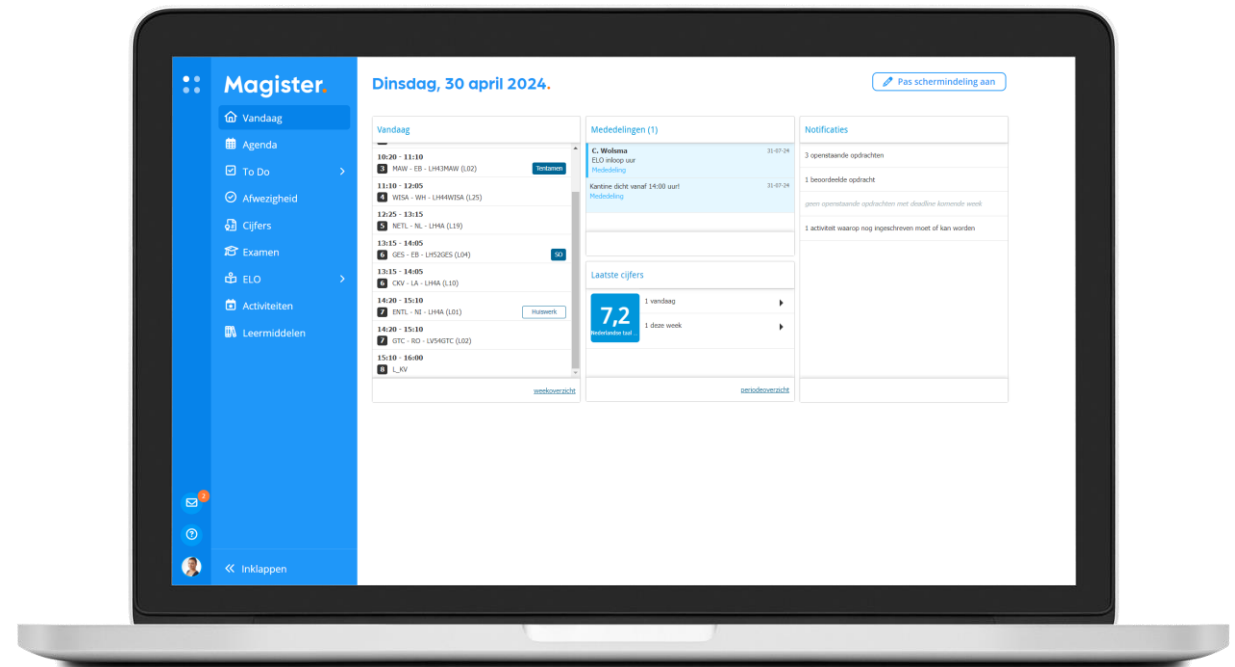 Magister.
Vandaag
Agenda
To Do
Afwezigheid
Cijfers
Examen
ELO
Activiteiten
Leermiddelen
2
Inklappen
Dinsdag, 30 april 2024.
Pas schermindeling aan
Vandaag
10:20 - 11:10
3 MAW - EB - LH43MAW (L02) Tentamen
11:10 - 12:05
4 WISA - WH - LH44WISA (L25)
12:25 - 13:15
5 NETL - NL - LH4A (L19)
13:15 - 14:05
6 GES - EB - LH52GES (L04) SO
13:15 - 14:05
6 CKV - LA - LH4A (L10)
14:20 - 15:10
7 ENTL - NI - LH4A (L01) Huiswerk
14:20 - 15:10
7 GTC - RO - LV54GTC (L02)
15:10 - 16:00
8 L_KV
weekoverzicht
Mededelingen (1)
C. Wolsma 31-07-24
ELO inloop uur
Mededeling
Kantine dicht vanaf 14:00 uur! 31-07-24
Mededeling
Laatste cijfers
7,2
Nederlandse taal ...
1 vandaag
1 deze week
periodeoverzicht
Notificaties
3 openstaande opdrachten
1 beoordeelde opdracht
geen openstaande opdrachten met deadline komende week
1 activiteit waarop nog ingeschreven moet of kan worden